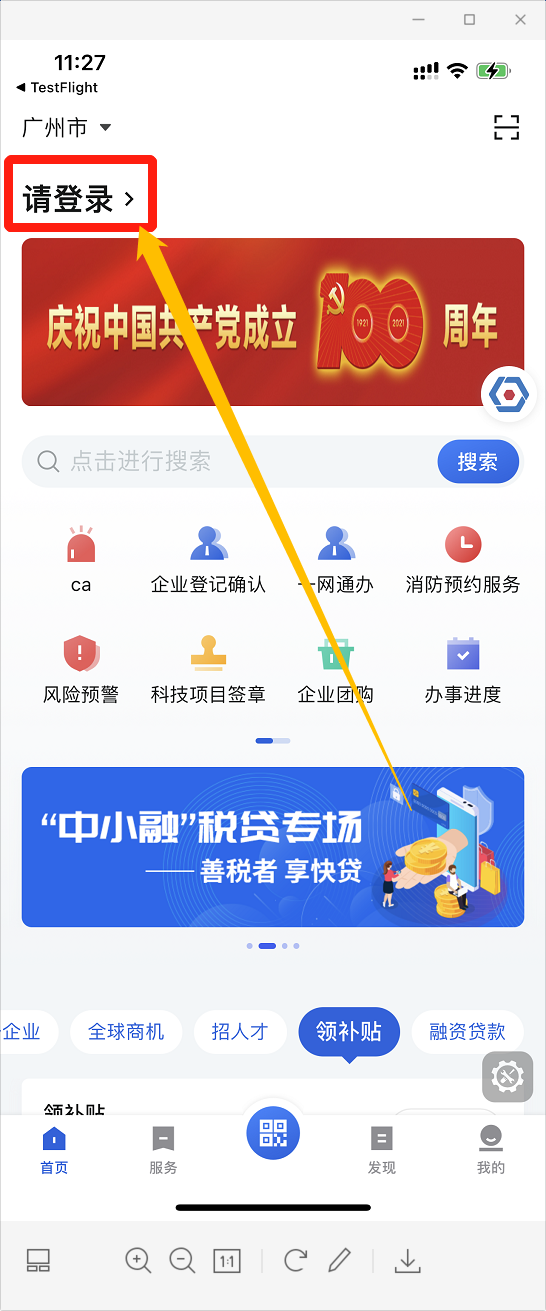 11:27
◀ TestFlight
广州市
请登录 >
庆祝中国共产党成立100周年
1921 2021
点击进行搜索
搜索
ca 企业登记确认 一网通办 消防预约服务
风险预警 科技项目签章 企业团购 办事进度
“中小融”税贷专场
——善税者 享快贷
企业 全球商机 招人才 领补贴 融资贷款
领补贴
首页 服务 发现 我的
1:1